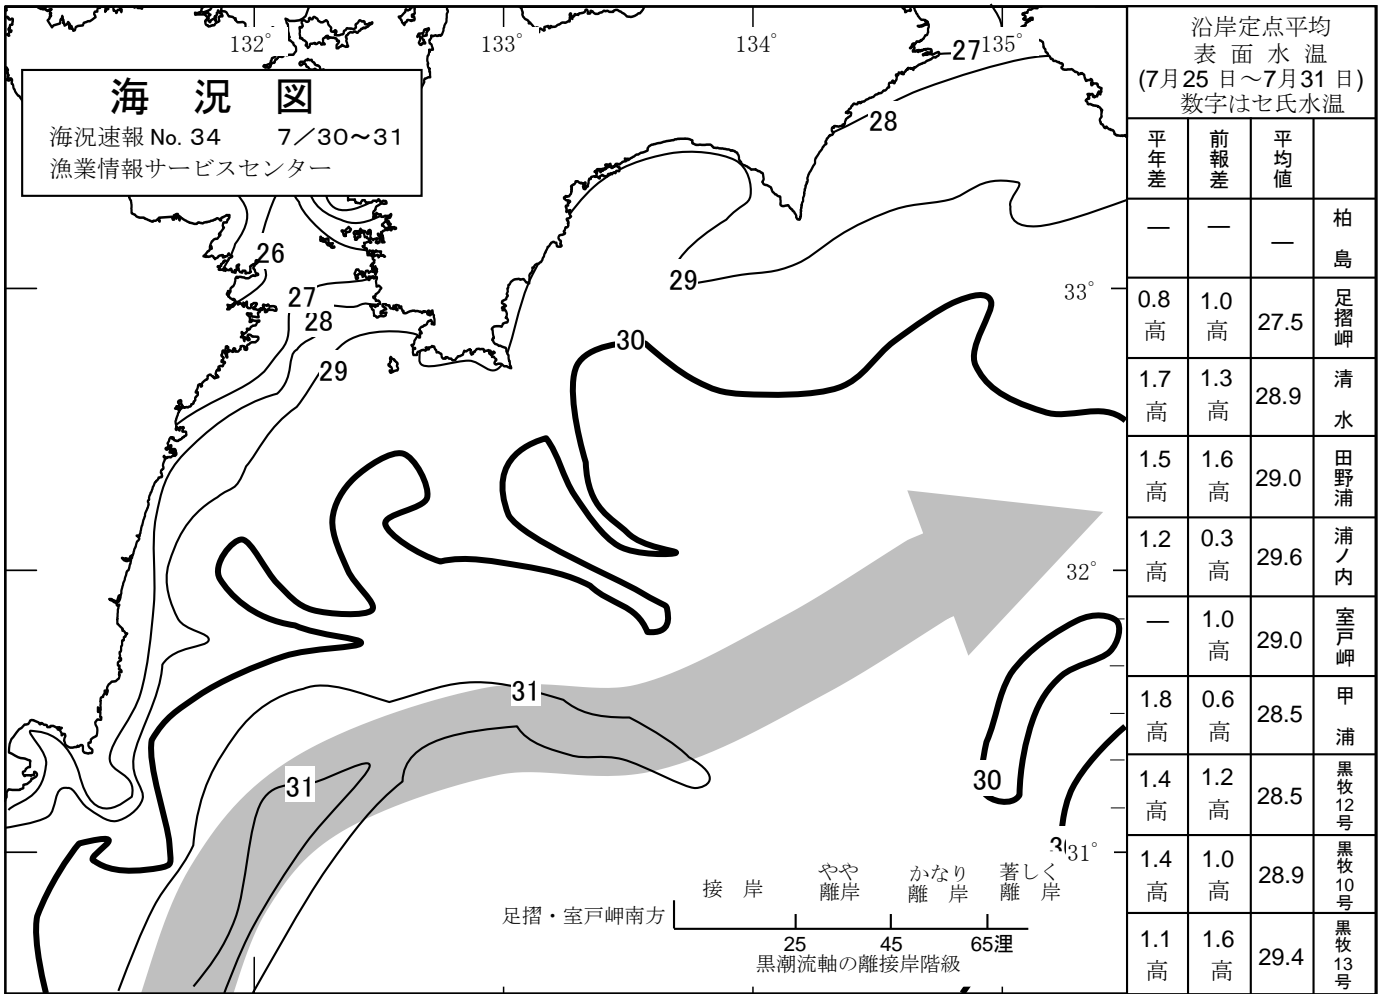 海 況 図
海況速報 No. 34 7／30～31
漁業情報サービスセンター
132°
133°
134°
135°
27
28
26
27
28
29
29
33°
30
32°
31
31
30
31°
接 岸
やや
離岸
かなり
離 岸
著しく
離 岸
足摺・室戸岬南方
25
45
65浬
黒潮流軸の離接岸階級
沿岸定点平均
表 面 水 温
(7月25 日～7月31 日)
数字はセ氏水温
平年差 前報差 平均値
— — — 柏島
0.8高 1.0高 27.5 足摺岬
1.7高 1.3高 28.9 清水
1.5高 1.6高 29.0 田野浦
1.2高 0.3高 29.6 浦ノ内
— 1.0高 29.0 室戸岬
1.8高 0.6高 28.5 甲浦
1.4高 1.2高 28.5 黒牧12号
1.4高 1.0高 28.9 黒牧10号
1.1高 1.6高 29.4 黒牧13号